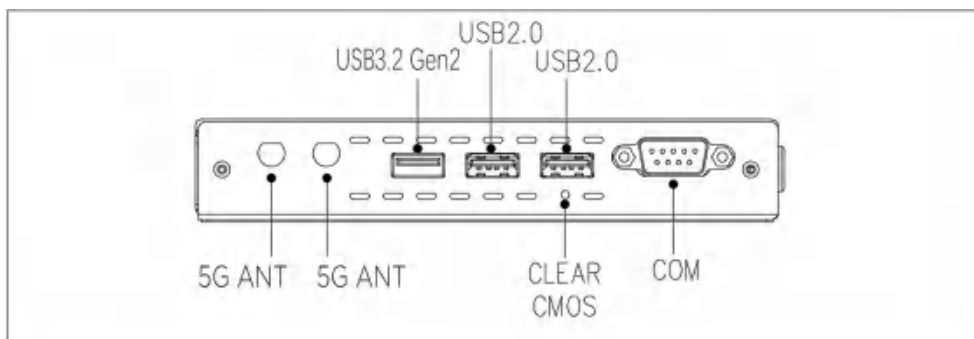 USB2.0
USB3.2 Gen2
USB2.0
5G ANT
5G ANT
CLEAR
CMOS
COM